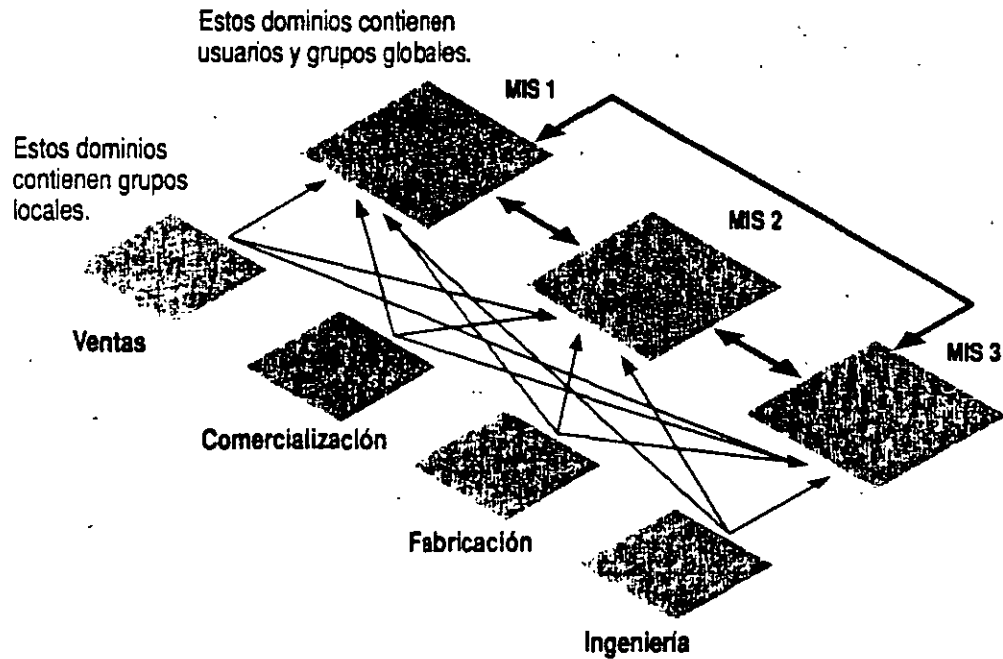 Estos dominios contienen
usuarios y grupos globales.
MIS 1
Estos dominios
contienen grupos
locales.
MIS 2
Ventas
MIS 3
Comercialización
Fabricación
Ingeniería